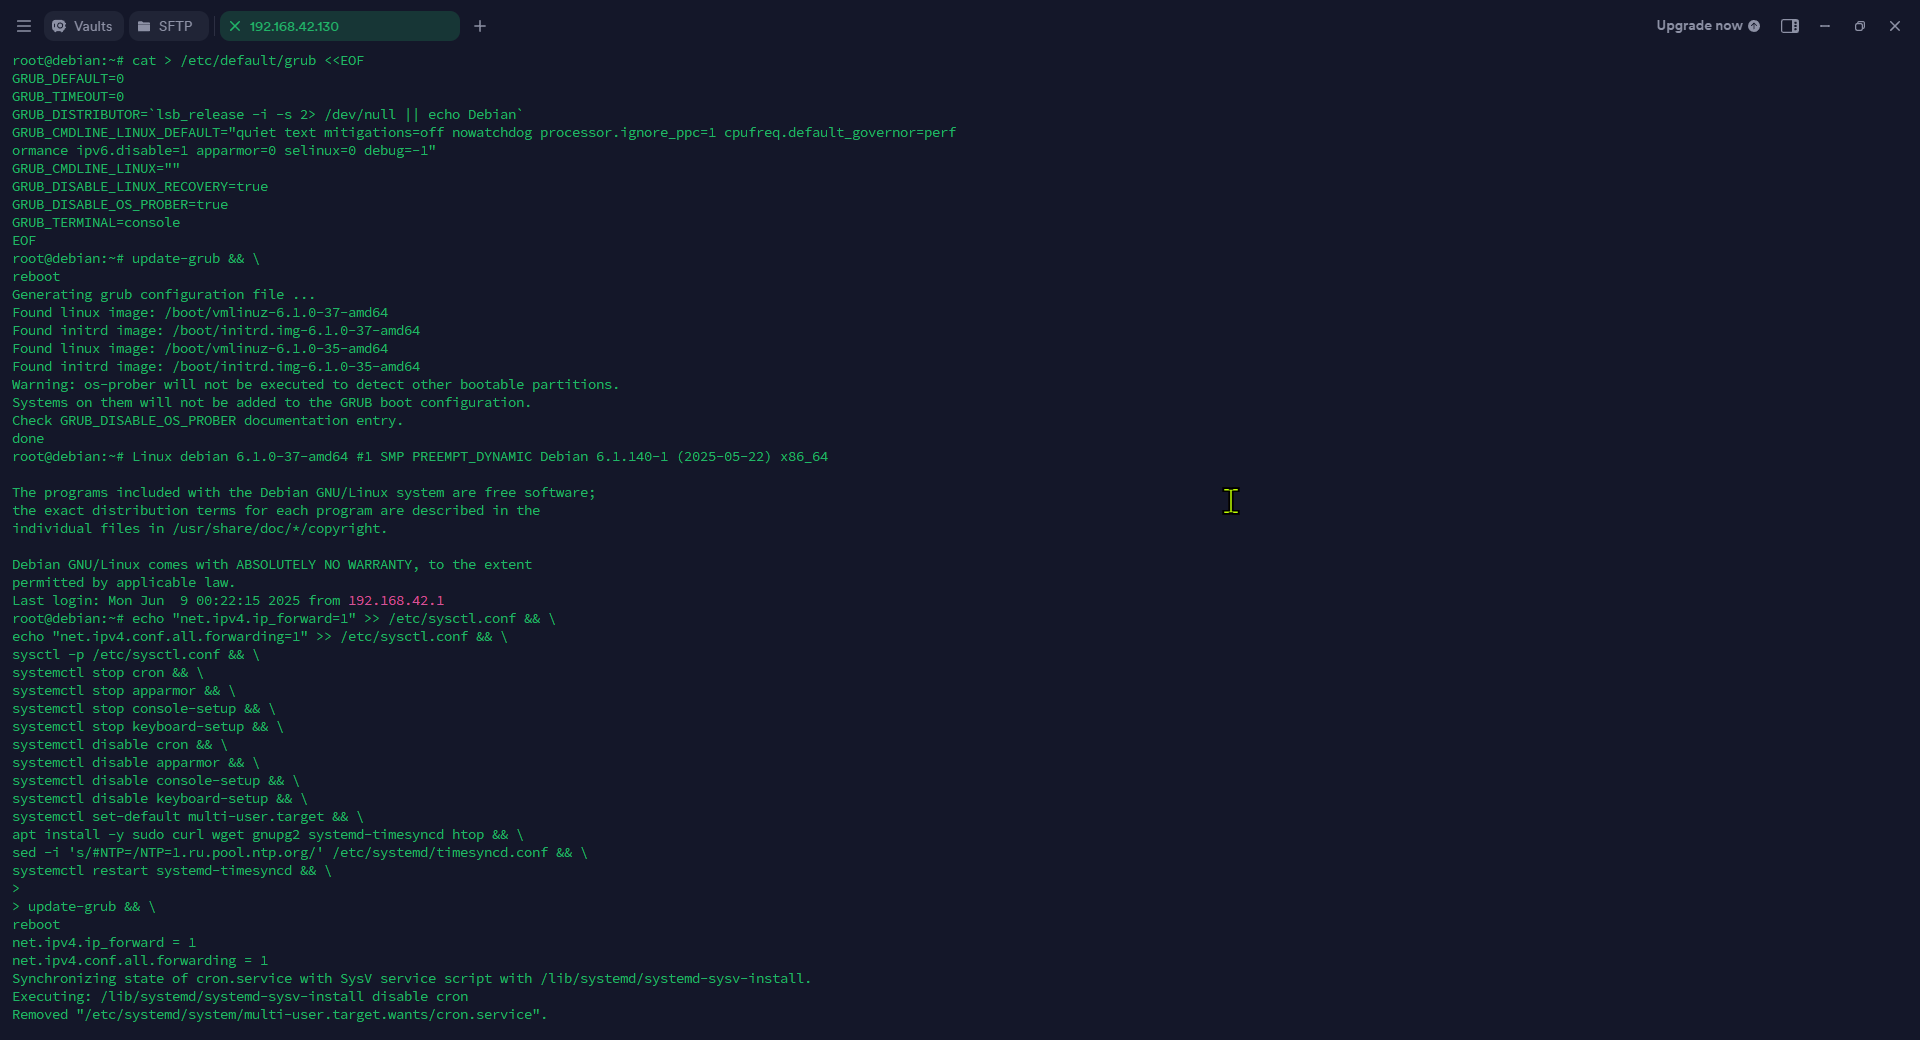 Vaults SFTP 192.168.42.130 Upgrade now
root@debian:~# cat > /etc/default/grub <<EOF
GRUB_DEFAULT=0
GRUB_TIMEOUT=0
GRUB_DISTRIBUTOR=`lsb_release -i -s 2> /dev/null || echo Debian`
GRUB_CMDLINE_LINUX_DEFAULT="quiet text mitigations=off nowatchdog processor.ignore_ppc=1 cpufreq.default_governor=perf
ormance ipv6.disable=1 apparmor=0 selinux=0 debug=-1"
GRUB_CMDLINE_LINUX=""
GRUB_DISABLE_LINUX_RECOVERY=true
GRUB_DISABLE_OS_PROBER=true
GRUB_TERMINAL=console
EOF
root@debian:~# update-grub && \
reboot
Generating grub configuration file ...
Found linux image: /boot/vmlinuz-6.1.0-37-amd64
Found initrd image: /boot/initrd.img-6.1.0-37-amd64
Found linux image: /boot/vmlinuz-6.1.0-35-amd64
Found initrd image: /boot/initrd.img-6.1.0-35-amd64
Warning: os-prober will not be executed to detect other bootable partitions.
Systems on them will not be added to the GRUB boot configuration.
Check GRUB_DISABLE_OS_PROBER documentation entry.
done
root@debian:~# Linux debian 6.1.0-37-amd64 #1 SMP PREEMPT_DYNAMIC Debian 6.1.140-1 (2025-05-22) x86_64
The programs included with the Debian GNU/Linux system are free software;
the exact distribution terms for each program are described in the
individual files in /usr/share/doc/*/copyright.
Debian GNU/Linux comes with ABSOLUTELY NO WARRANTY, to the extent
permitted by applicable law.
Last login: Mon Jun  9 00:22:15 2025 from 192.168.42.1
root@debian:~# echo "net.ipv4.ip_forward=1" >> /etc/sysctl.conf && \
echo "net.ipv4.conf.all.forwarding=1" >> /etc/sysctl.conf && \
sysctl -p /etc/sysctl.conf && \
systemctl stop cron && \
systemctl stop apparmor && \
systemctl stop console-setup && \
systemctl stop keyboard-setup && \
systemctl disable cron && \
systemctl disable apparmor && \
systemctl disable console-setup && \
systemctl disable keyboard-setup && \
systemctl set-default multi-user.target && \
apt install -y sudo curl wget gnupg2 systemd-timesyncd htop && \
sed -i 's/#NTP=/NTP=1.ru.pool.ntp.org/' /etc/systemd/timesyncd.conf && \
systemctl restart systemd-timesyncd && \
>
> update-grub && \
reboot
net.ipv4.ip_forward = 1
net.ipv4.conf.all.forwarding = 1
Synchronizing state of cron.service with SysV service script with /lib/systemd/systemd-sysv-install.
Executing: /lib/systemd/systemd-sysv-install disable cron
Removed "/etc/systemd/system/multi-user.target.wants/cron.service".